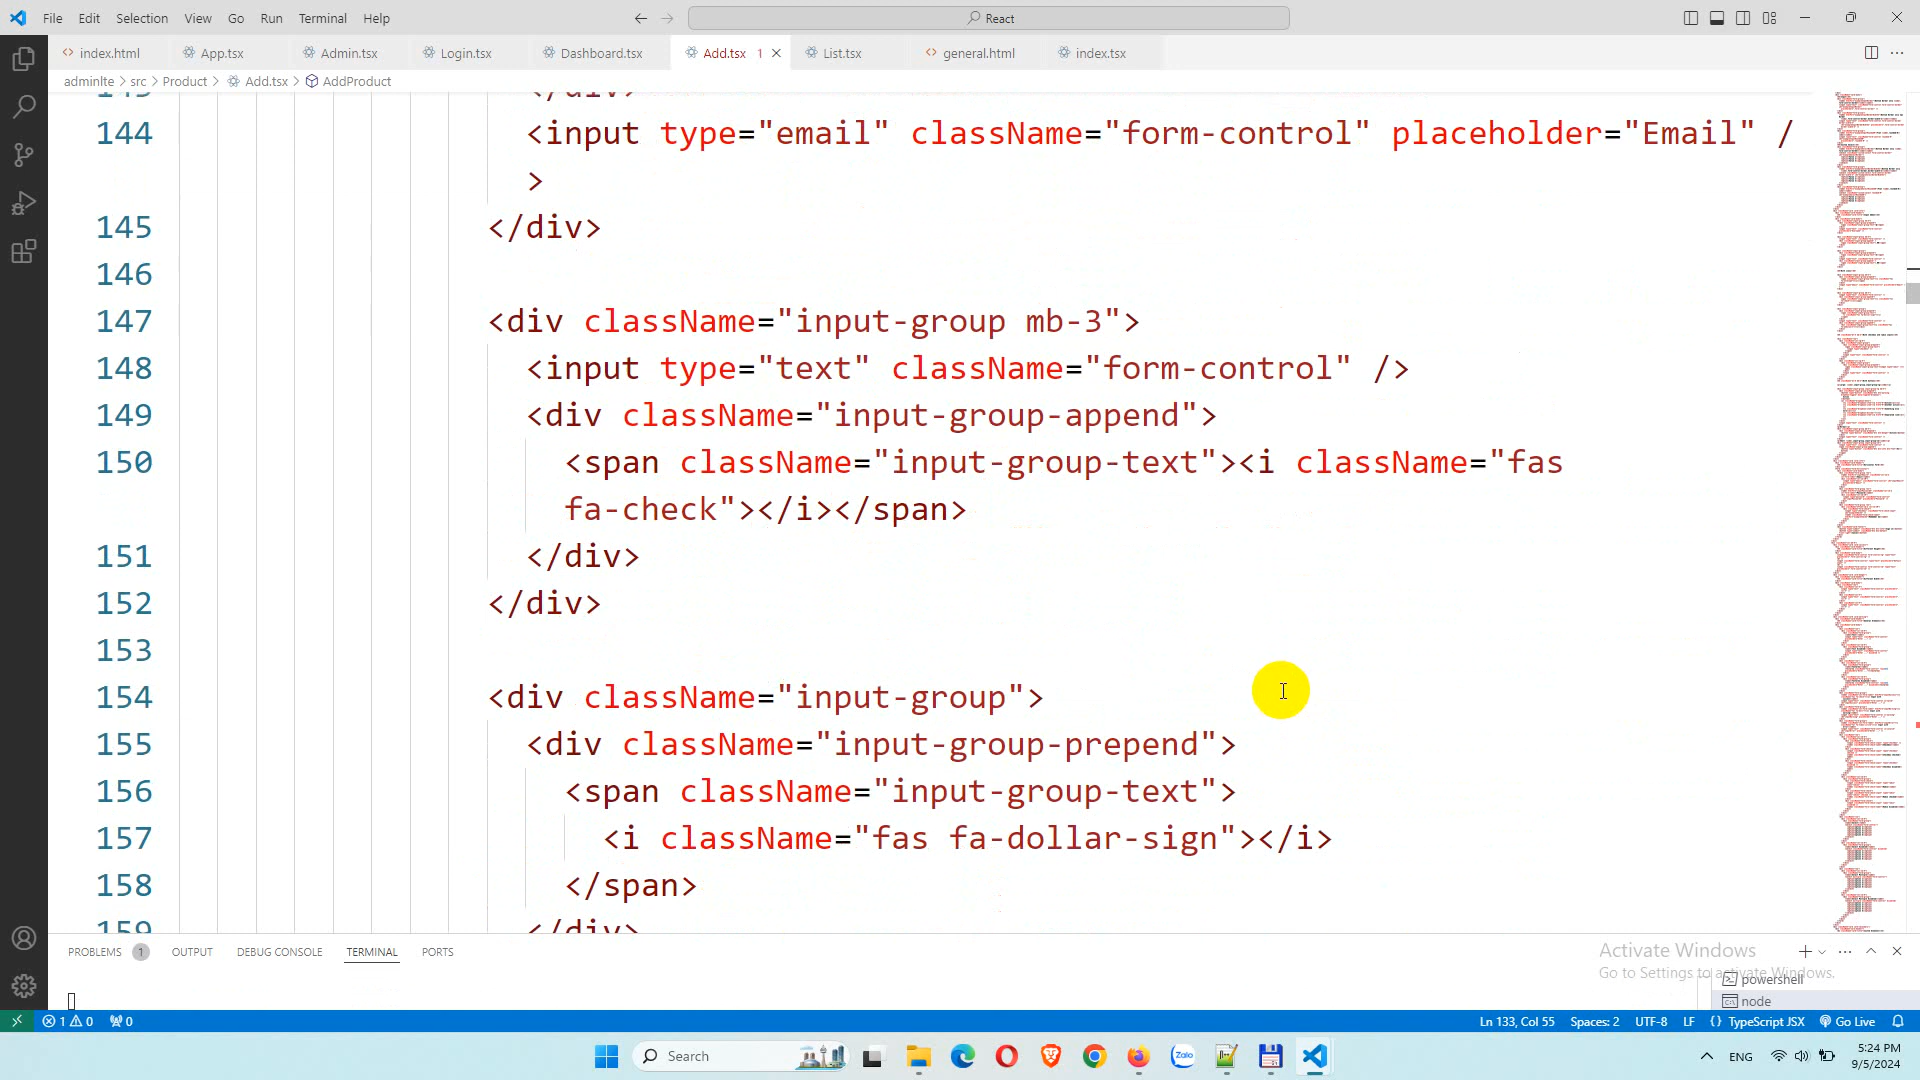 File Edit Selection View Go Run Terminal Help
React
index.html App.tsx Admin.tsx Login.tsx Dashboard.tsx Add.tsx 1 List.tsx general.html index.tsx
adminlte > src > Product > Add.tsx > AddProduct
143 </div>
144 <input type="email" className="form-control" placeholder="Email" /
>
145 </div>
146
147 <div className="input-group mb-3">
148 <input type="text" className="form-control" />
149 <div className="input-group-append">
150 <span className="input-group-text"><i className="fas
fa-check"></i></span>
151 </div>
152 </div>
153
154 <div className="input-group">
155 <div className="input-group-prepend">
156 <span className="input-group-text">
157 <i className="fas fa-dollar-sign"></i>
158 </span>
159 </div>
PROBLEMS 1 OUTPUT DEBUG CONSOLE TERMINAL PORTS
Activate Windows
Go to Settings to activate Windows.
powershell
node
1 0 0 Ln 133, Col 55 Spaces: 2 UTF-8 LF {} TypeScript JSX Go Live
Search
Zalo
ENG
5:24 PM
9/5/2024